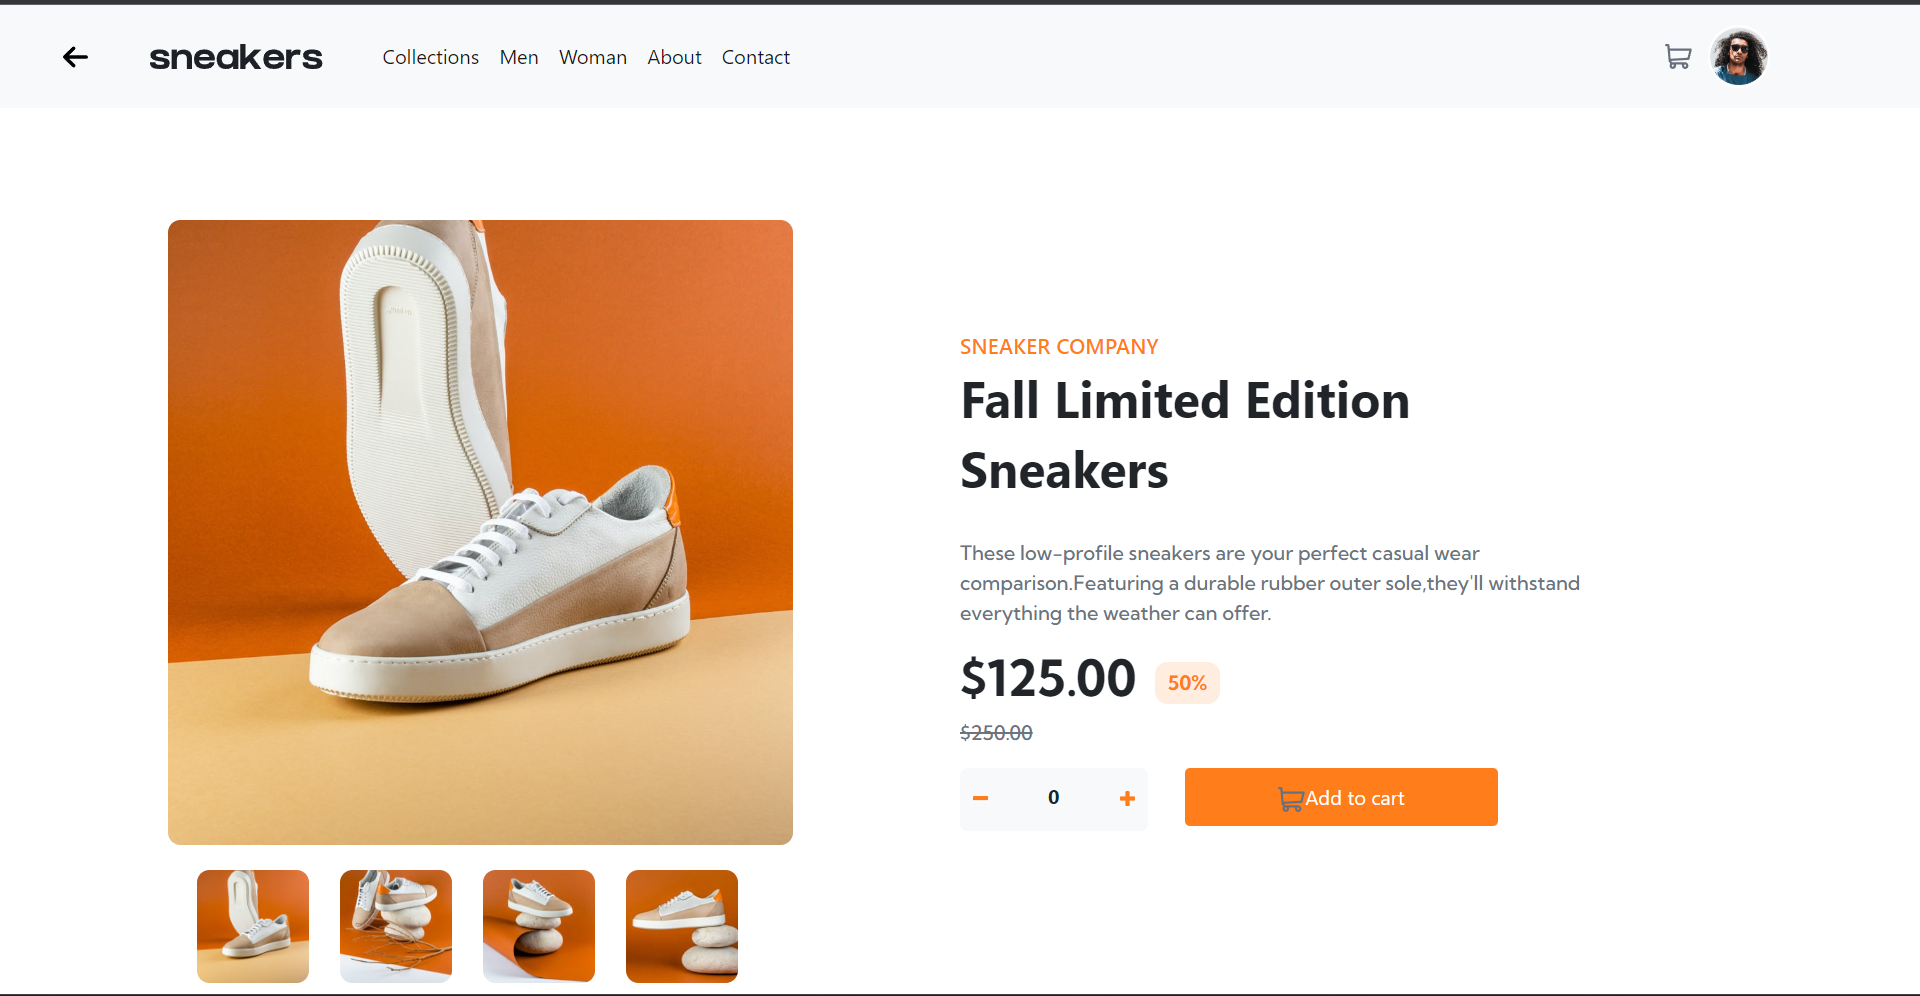 sneakers Collections Men Woman About Contact
SNEAKER COMPANY
Fall Limited Edition
Sneakers
These low-profile sneakers are your perfect casual wear
comparison.Featuring a durable rubber outer sole,they'll withstand
everything the weather can offer.
$125.00 50%
$250.00
0 Add to cart